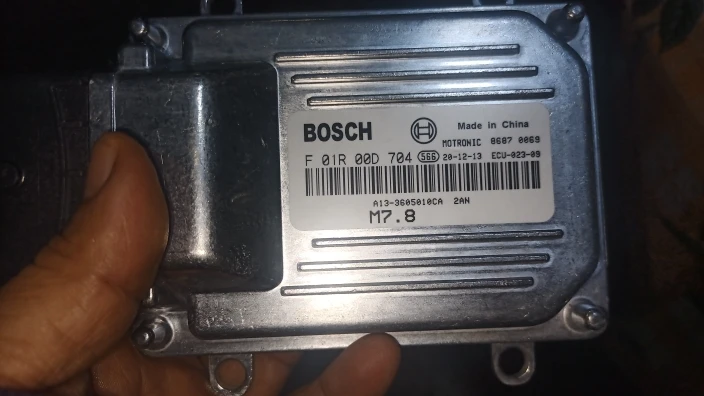 BOSCH Made in China
MOTRONIC 8687 0069
F 01R 00D 704 566 20-12-13 ECU-023-09
A13-3605010CA 2AN
M7.8